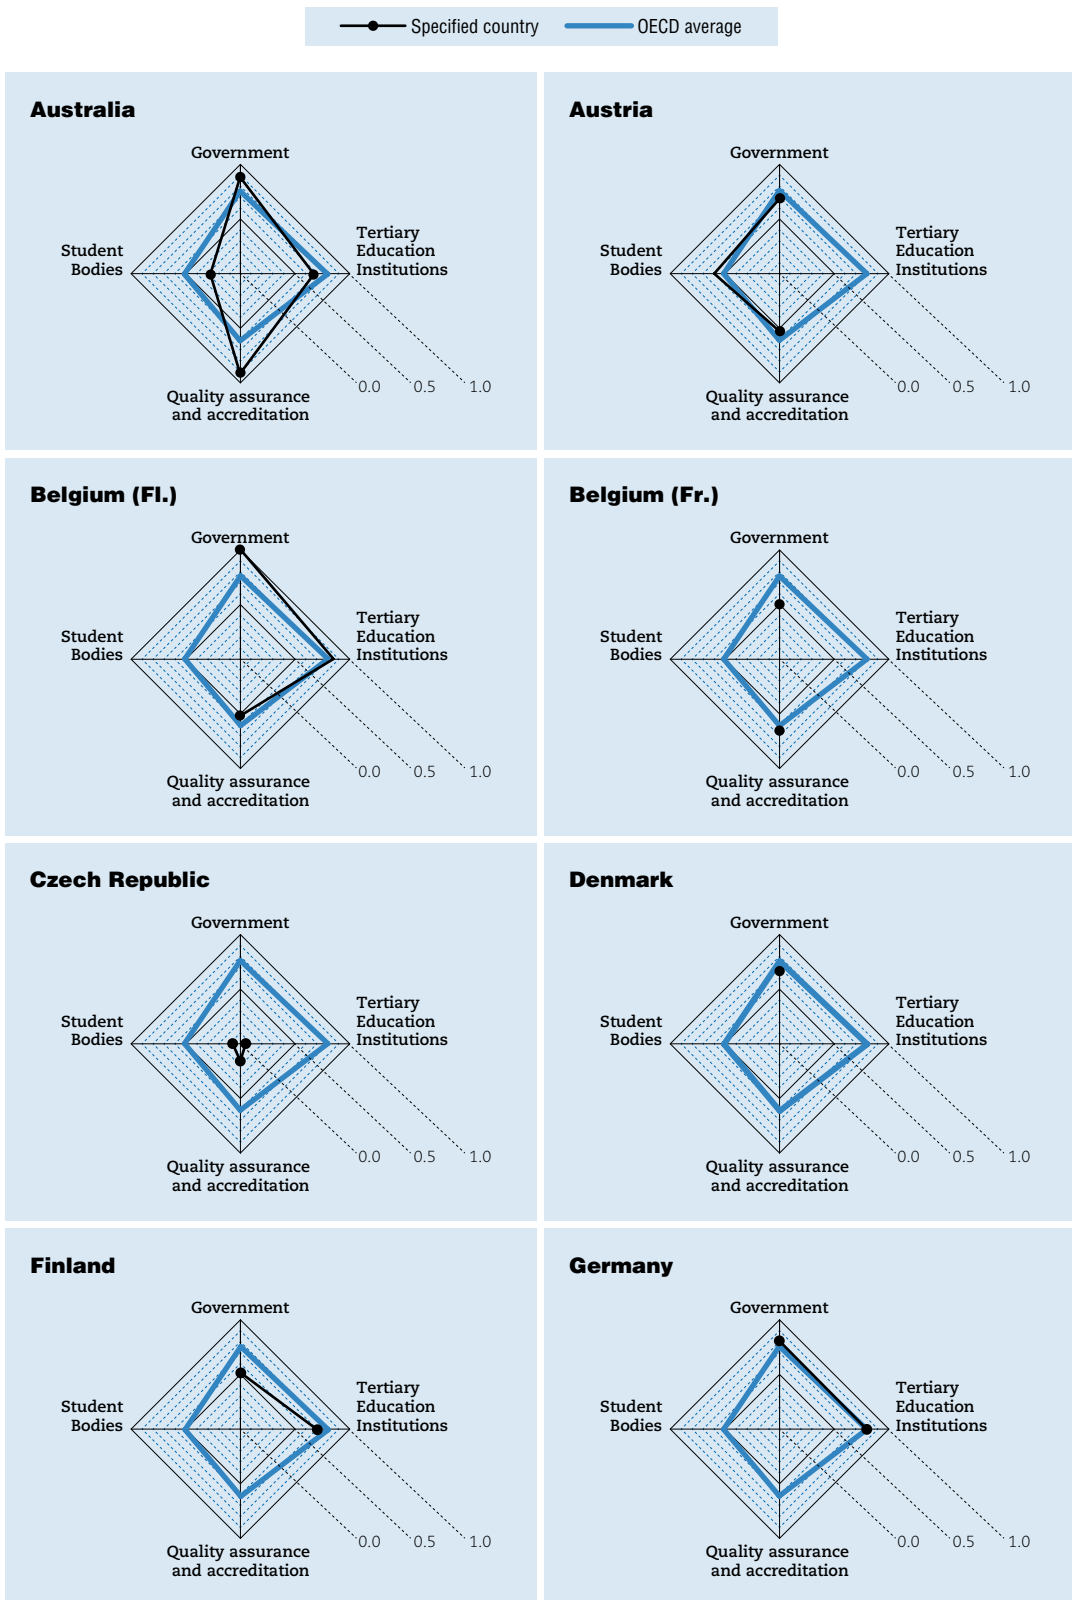 Specified country OECD average
Australia
Government
Student
Bodies
Tertiary
Education
Institutions
0.0 0.5 1.0
Quality assurance
and accreditation
Austria
Government
Student
Bodies
Tertiary
Education
Institutions
0.0 0.5 1.0
Quality assurance
and accreditation
Belgium (Fl.)
Government
Student
Bodies
Tertiary
Education
Institutions
0.0 0.5 1.0
Quality assurance
and accreditation
Belgium (Fr.)
Government
Student
Bodies
Tertiary
Education
Institutions
0.0 0.5 1.0
Quality assurance
and accreditation
Czech Republic
Government
Student
Bodies
Tertiary
Education
Institutions
0.0 0.5 1.0
Quality assurance
and accreditation
Denmark
Government
Student
Bodies
Tertiary
Education
Institutions
0.0 0.5 1.0
Quality assurance
and accreditation
Finland
Government
Student
Bodies
Tertiary
Education
Institutions
0.0 0.5 1.0
Quality assurance
and accreditation
Germany
Government
Student
Bodies
Tertiary
Education
Institutions
0.0 0.5 1.0
Quality assurance
and accreditation